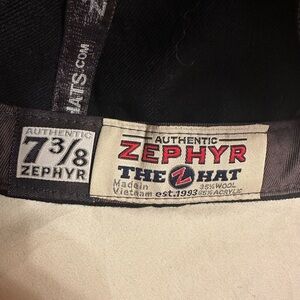 ZEPHYR
HATS.COM
AUTHENTIC
7 3/8
ZEPHYR
AUTHENTIC
ZEPHYR
THE Z HAT
Made in
Vietnam
est.1993
35% WOOL
65% ACRYLIC